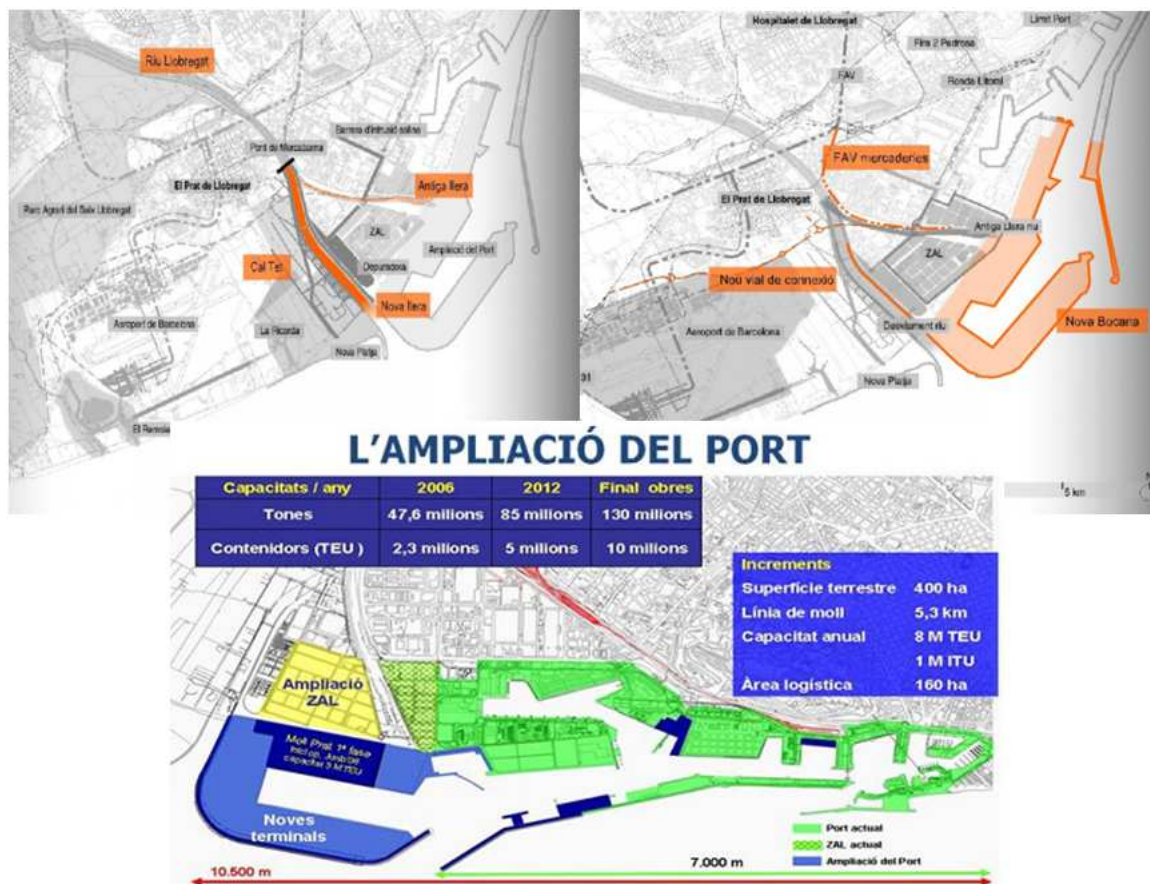 Riu Llobregat
Barrera d'intrusió salina
Pont de Mercabarna
El Prat de Llobregat
Antiga llera
Parc Agrari del Baix Llobregat
ZAL
Ampliació del Port
Cal Tet
Depuradora
Nova llera
Aeroport de Barcelona
La Ricarda
Nova Platja
Hospitalet de Llobregat
Límit Port
Fira 2 Pedrosa
FAV
Ronda Litoral
FAV mercaderies
El Prat de Llobregat
Antiga Llera riu
ZAL
Nou vial de connexió
Desviament riu
Nova Bocana
Aeroport de Barcelona
Nova Platja
5 km
L'AMPLIACIÓ DEL PORT
Capacitats / any 2006 2012 Final obres
Tones 47,6 milions 85 milions 130 milions
Contenidors (TEU ) 2,3 milions 5 milions 10 milions
Increments
Superfície terrestre 400 ha
Línia de moll 5,3 km
Capacitat anual 8 M TEU
1 M ITU
Àrea logística 160 ha
Ampliació
ZAL
Moll Prat 1ª fase
capacitat 3 M TEU
Noves
terminals
Port actual
ZAL actual
Ampliació del Port
10.500 m
7.000 m